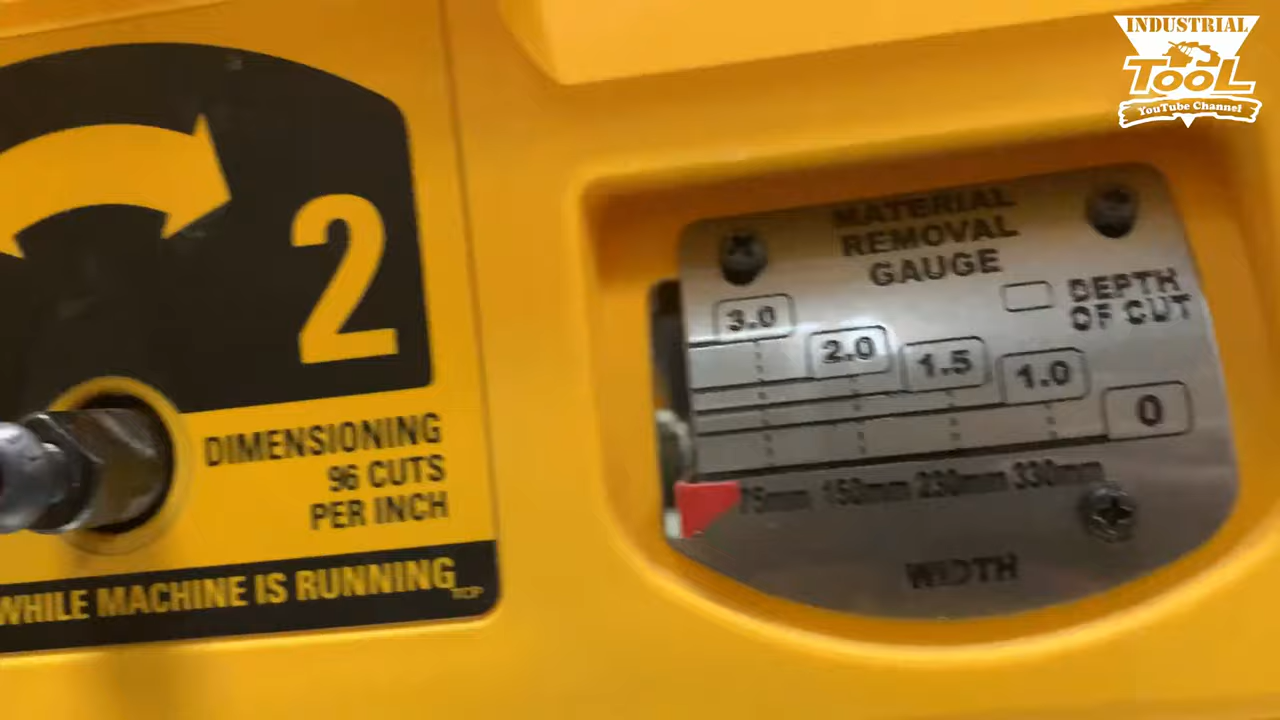 INDUSTRIAL
TOOL
YouTube Channel
2
DIMENSIONING
96 CUTS
PER INCH
WHILE MACHINE IS RUNNING
MATERIAL
REMOVAL
GAUGE
DEPTH
OF CUT
3.0
2.0
1.5
1.0
0
75mm 150mm 230mm 330mm
WIDTH